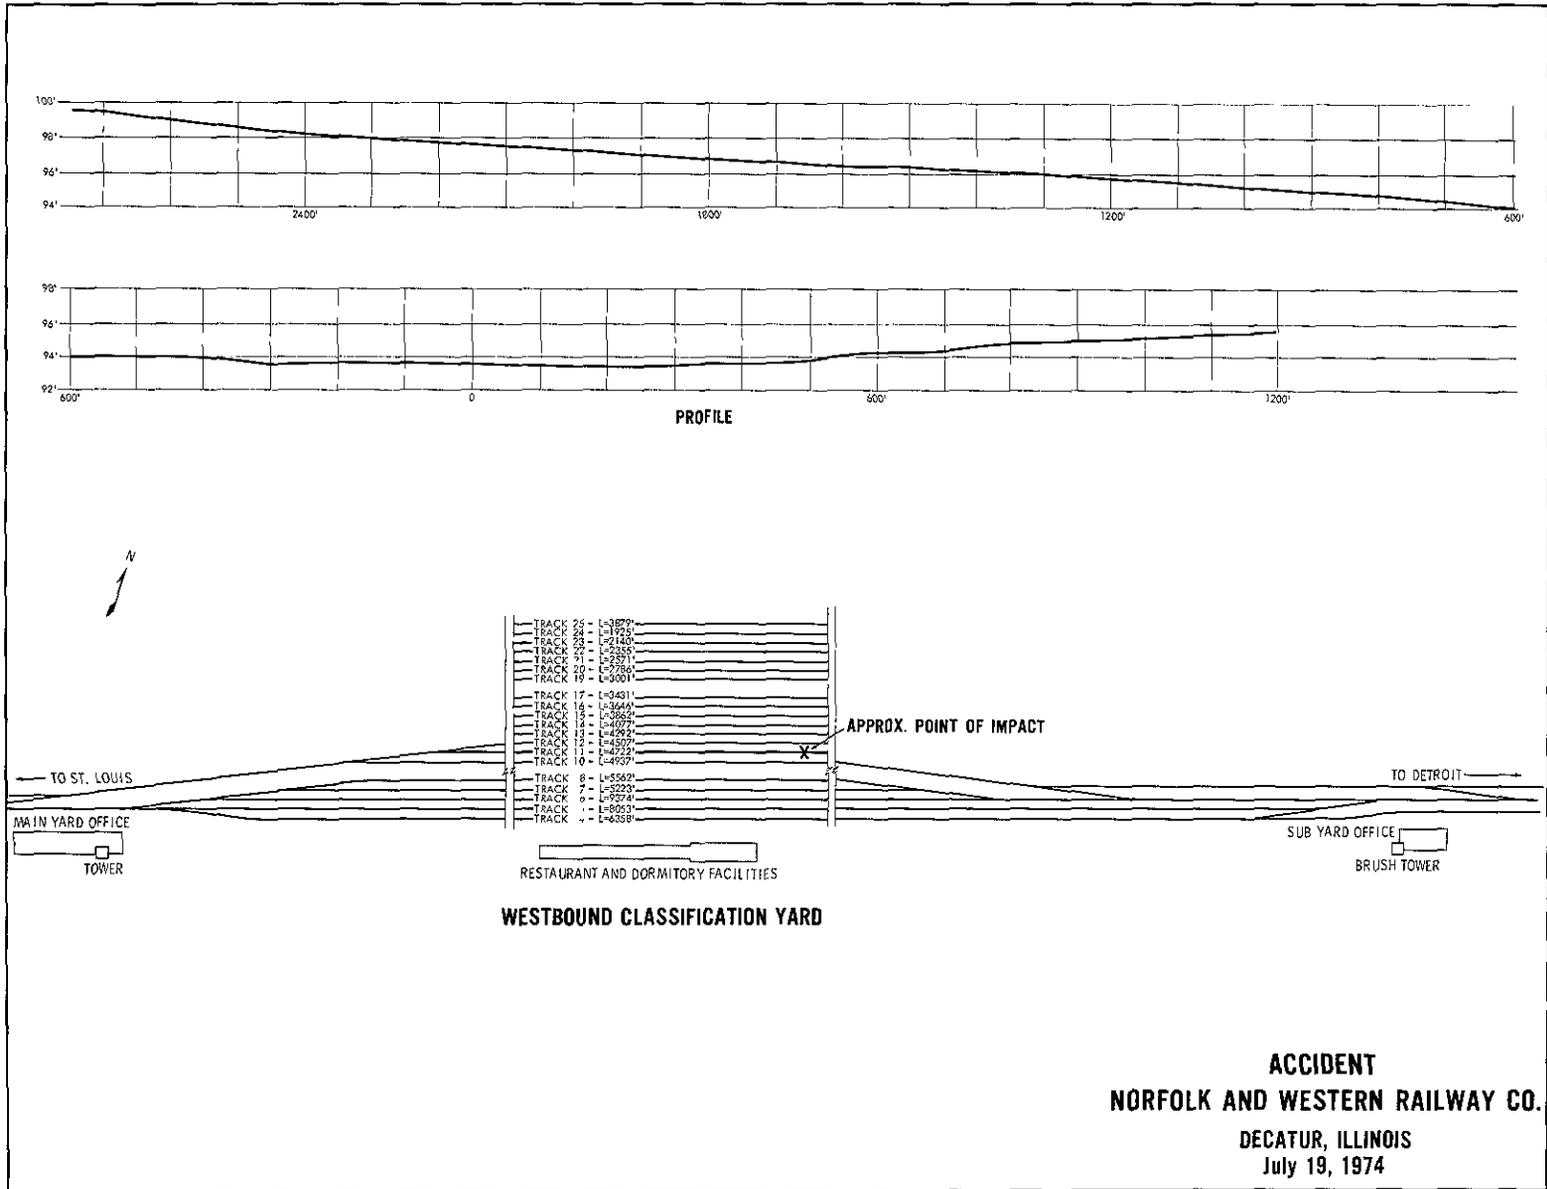 100'
98'
96'
94'
2400'
1800'
1200'
600'
98'
96'
94'
92'
600'
0
600'
1200'
PROFILE
N
TRACK 25 - L=3879'
TRACK 24 - L=1925'
TRACK 23 - L=2140'
TRACK 22 - L=2355'
TRACK 21 - L=2571'
TRACK 20 - L=2786'
TRACK 19 - L=3001'
TRACK 17 - L=3431'
TRACK 16 - L=3646'
TRACK 15 - L=3862'
TRACK 14 - L=4077'
TRACK 13 - L=4292'
TRACK 12 - L=4507'
TRACK 11 - L=4722'
TRACK 10 - L=4937'
TRACK 8 - L=5562'
TRACK 7 - L=5223'
TRACK 6 - L=9374'
TRACK - L=8053'
TRACK - L=6358'
X
APPROX. POINT OF IMPACT
TO ST. LOUIS
TO DETROIT
MAIN YARD OFFICE
TOWER
RESTAURANT AND DORMITORY FACILITIES
SUB YARD OFFICE
BRUSH TOWER
WESTBOUND CLASSIFICATION YARD
ACCIDENT
NORFOLK AND WESTERN RAILWAY CO.
DECATUR, ILLINOIS
July 19, 1974